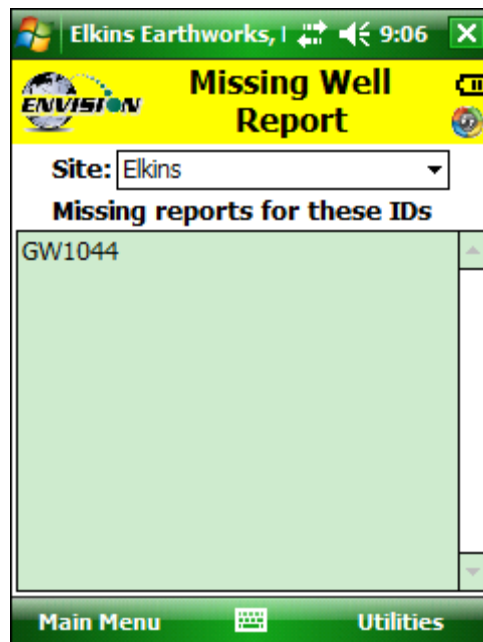 Elkins Earthworks, I 9:06
ENVISION
Missing Well
Report
Site: Elkins
Missing reports for these IDs
GW1044
Main Menu Utilities